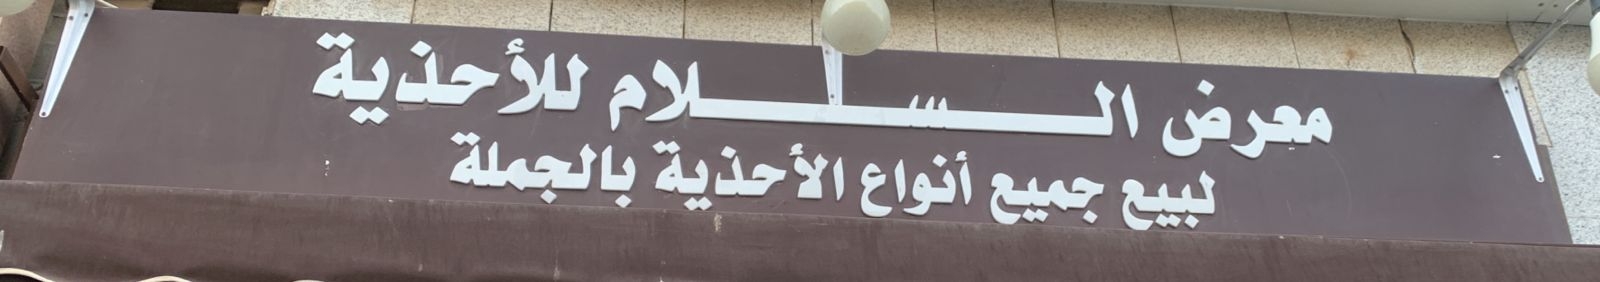 معرض السلام للأحذية
لبيع جميع أنواع الأحذية بالجملة